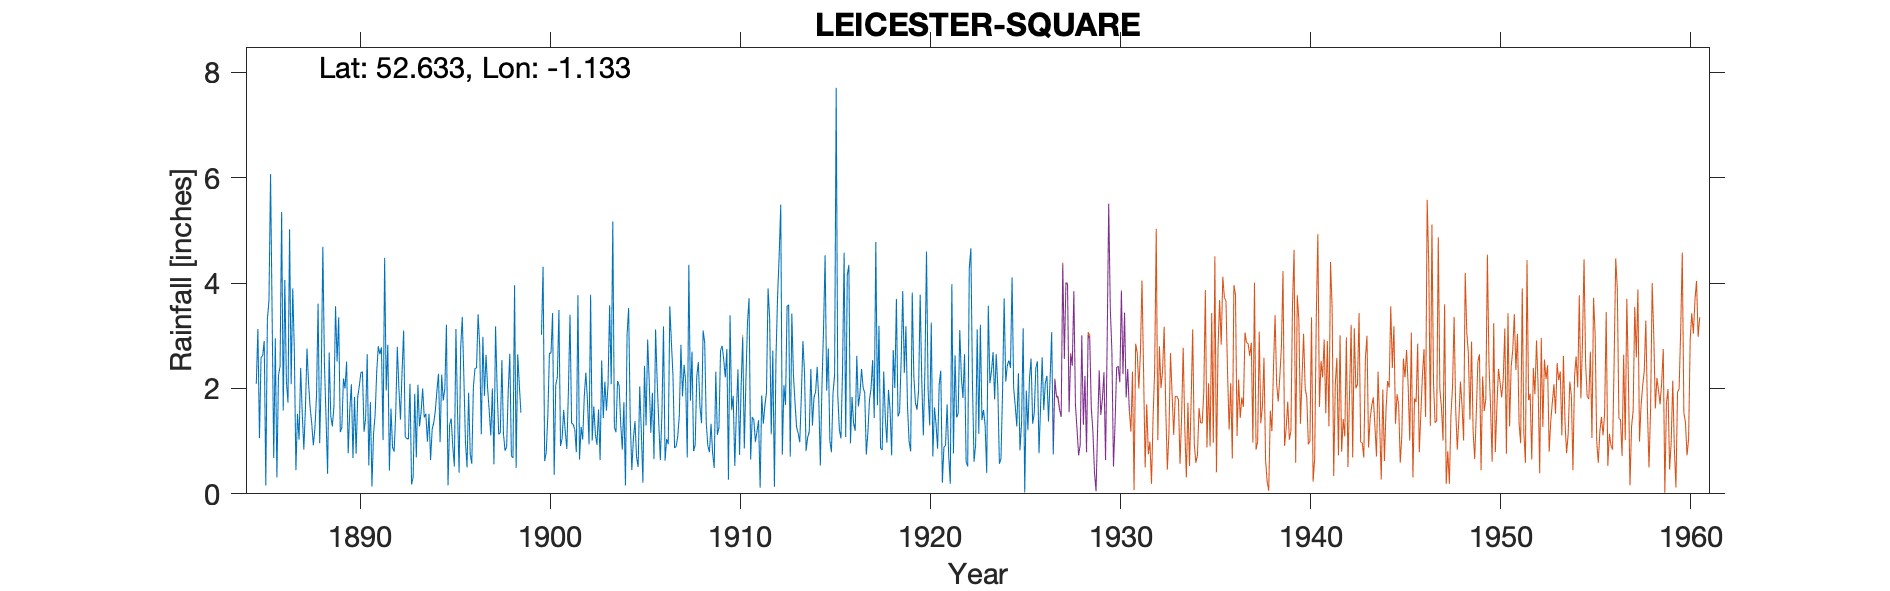 LEICESTER-SQUARE
Lat: 52.633, Lon: -1.133
8
6
4
2
0
Rainfall [inches]
1890 1900 1910 1920 1930 1940 1950 1960
Year